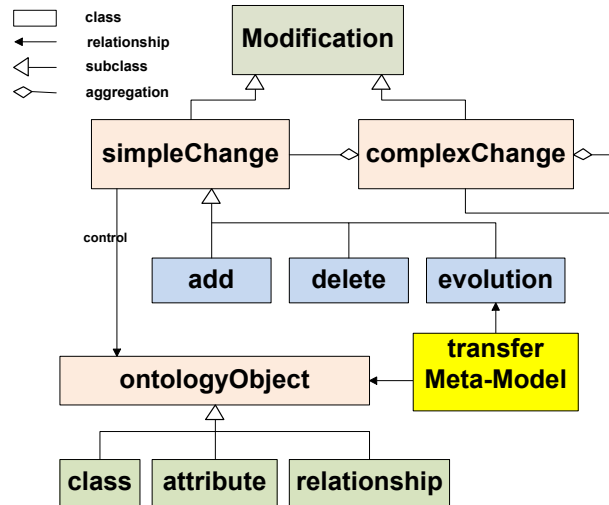 class
relationship
subclass
aggregation
Modification
simpleChange
complexChange
control
add
delete
evolution
transfer
Meta-Model
ontologyObject
class
attribute
relationship